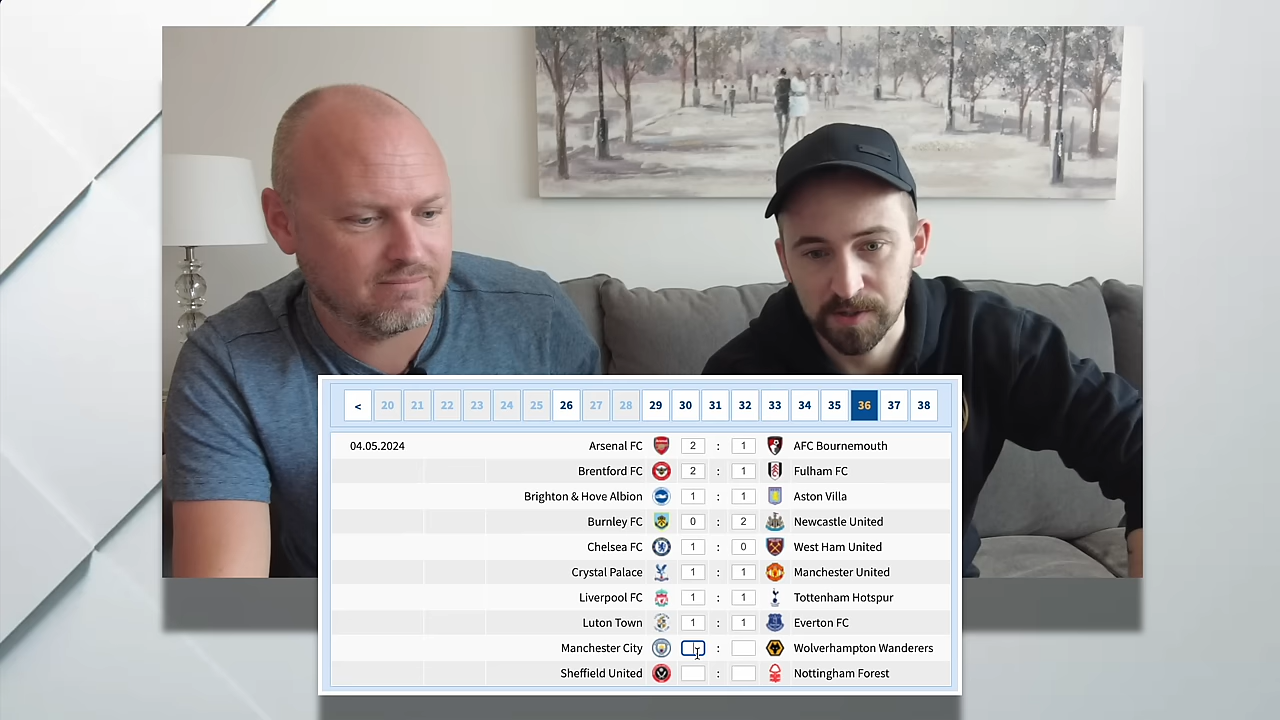 < 20 21 22 23 24 25 26 27 28 29 30 31 32 33 34 35 36 37 38
04.05.2024 Arsenal FC 2 : 1 AFC Bournemouth
Brentford FC 2 : 1 Fulham FC
Brighton & Hove Albion 1 : 1 Aston Villa
Burnley FC 0 : 2 Newcastle United
Chelsea FC 1 : 0 West Ham United
Crystal Palace 1 : 1 Manchester United
Liverpool FC 1 : 1 Tottenham Hotspur
Luton Town 1 : 1 Everton FC
Manchester City : Wolverhampton Wanderers
Sheffield United : Nottingham Forest